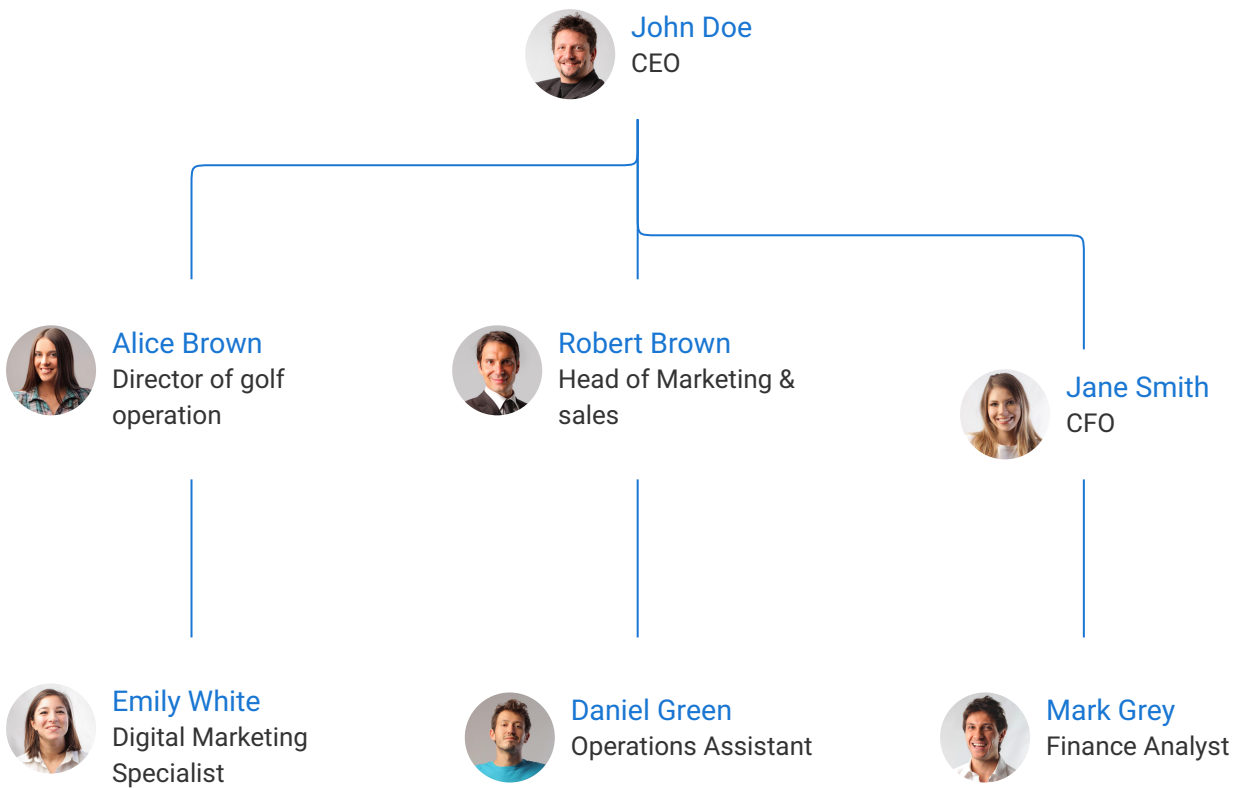 John Doe
CEO
Alice Brown
Director of golf
operation
Robert Brown
Head of Marketing &
sales
Jane Smith
CFO
Emily White
Digital Marketing
Specialist
Daniel Green
Operations Assistant
Mark Grey
Finance Analyst